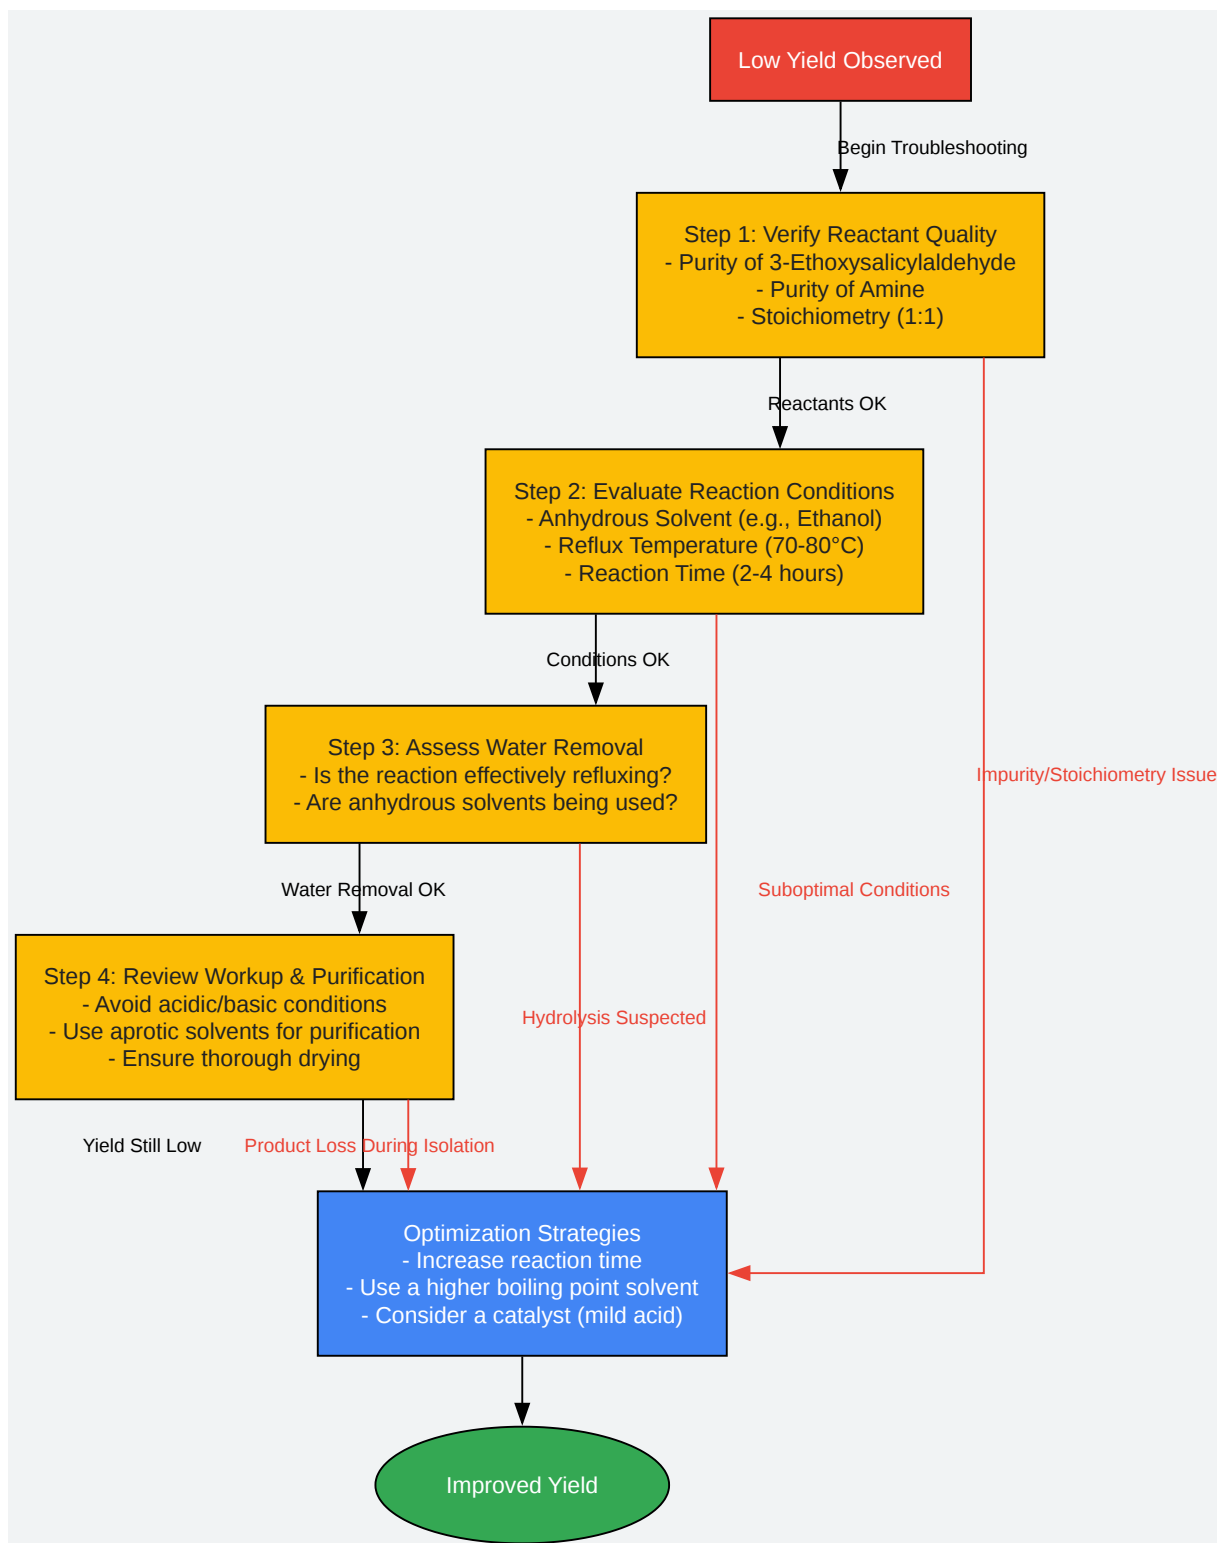 Low Yield Observed
Begin Troubleshooting
Step 1: Verify Reactant Quality
- Purity of 3-Ethoxysalicylaldehyde
- Purity of Amine
- Stoichiometry (1:1)
Reactants OK
Step 2: Evaluate Reaction Conditions
- Anhydrous Solvent (e.g., Ethanol)
- Reflux Temperature (70-80°C)
- Reaction Time (2-4 hours)
Conditions OK
Step 3: Assess Water Removal
- Is the reaction effectively refluxing?
- Are anhydrous solvents being used?
Impurity/Stoichiometry Issue
Water Removal OK
Suboptimal Conditions
Step 4: Review Workup & Purification
- Avoid acidic/basic conditions
- Use aprotic solvents for purification
- Ensure thorough drying
Hydrolysis Suspected
Yield Still Low
Product Loss During Isolation
Optimization Strategies
- Increase reaction time
- Use a higher boiling point solvent
- Consider a catalyst (mild acid)
Improved Yield